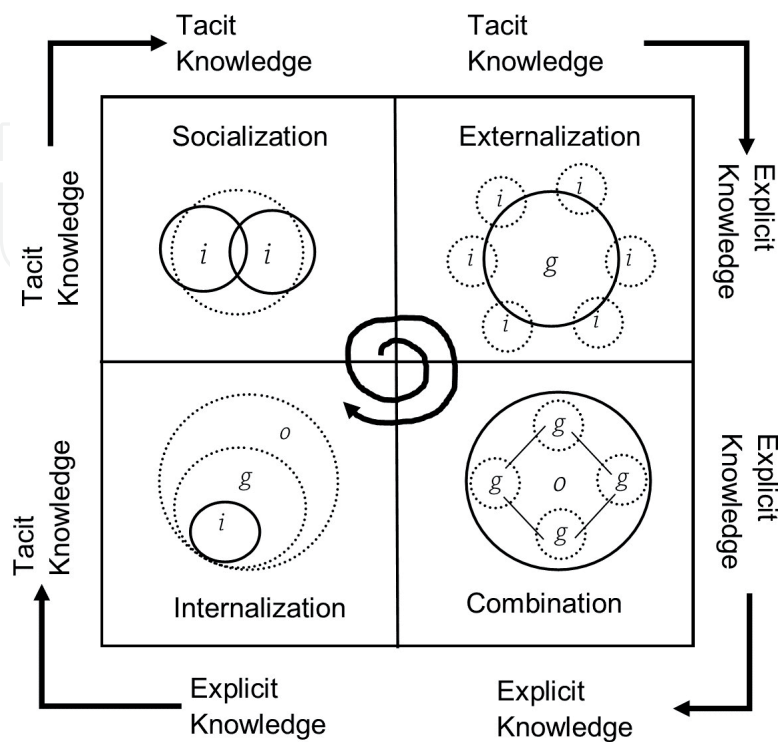 Tacit
Knowledge
Tacit
Knowledge
Tacit
Knowledge
Socialization
i
i
Externalization
i
i
i
g
i
i
i
Explicit
Knowledge
Tacit
Knowledge
o
g
i
Internalization
g
g
o
g
g
Combination
Explicit
Knowledge
Explicit
Knowledge
Explicit
Knowledge